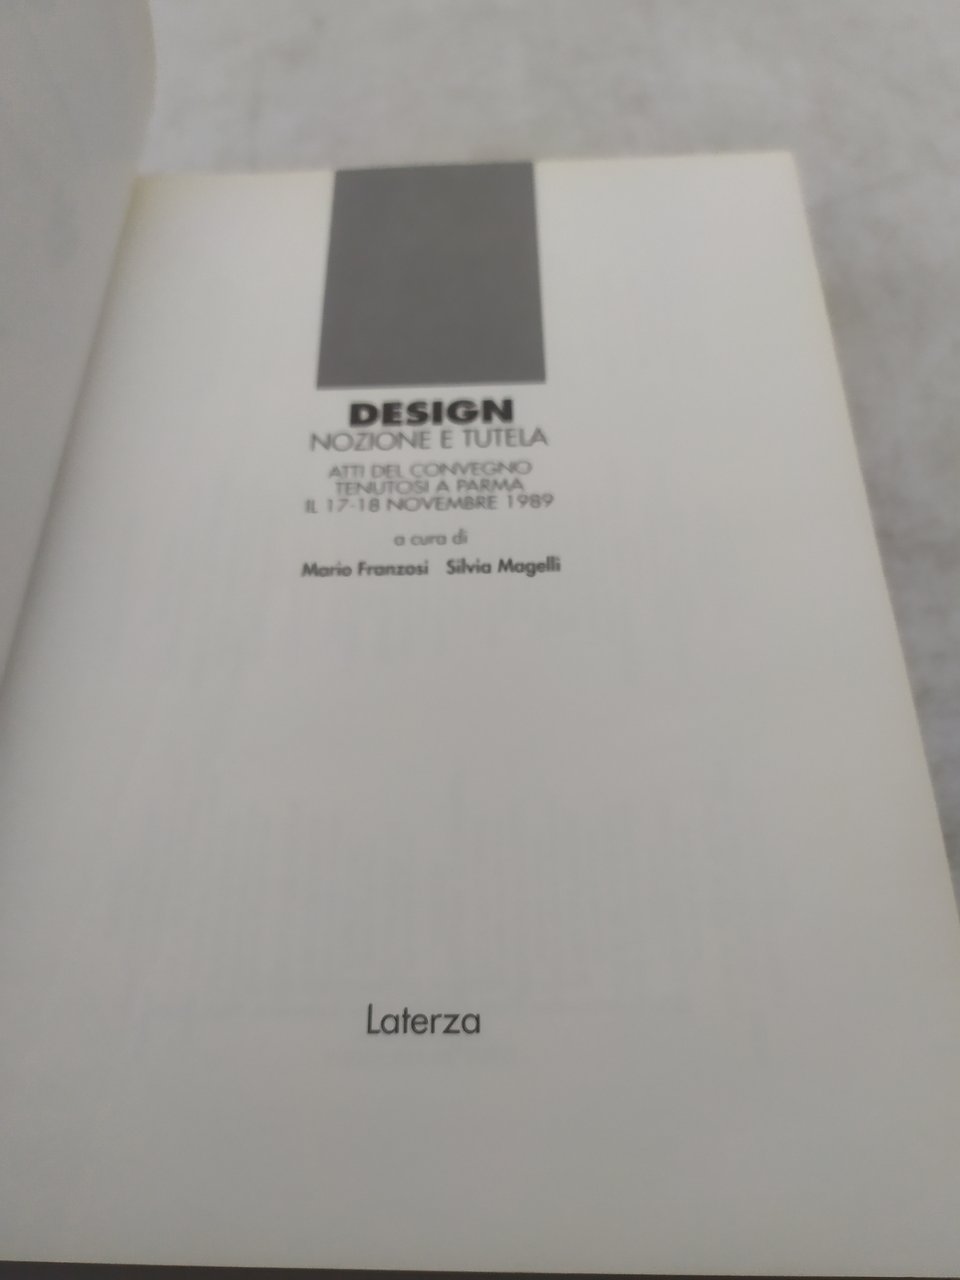 DESIGN
NOZIONE E TUTELA
ATTI DEL CONVEGNO
TENUTOSI A PARMA
IL 17-18 NOVEMBRE 1989
a cura di
Mario Franzosi Silvia Magelli
Laterza